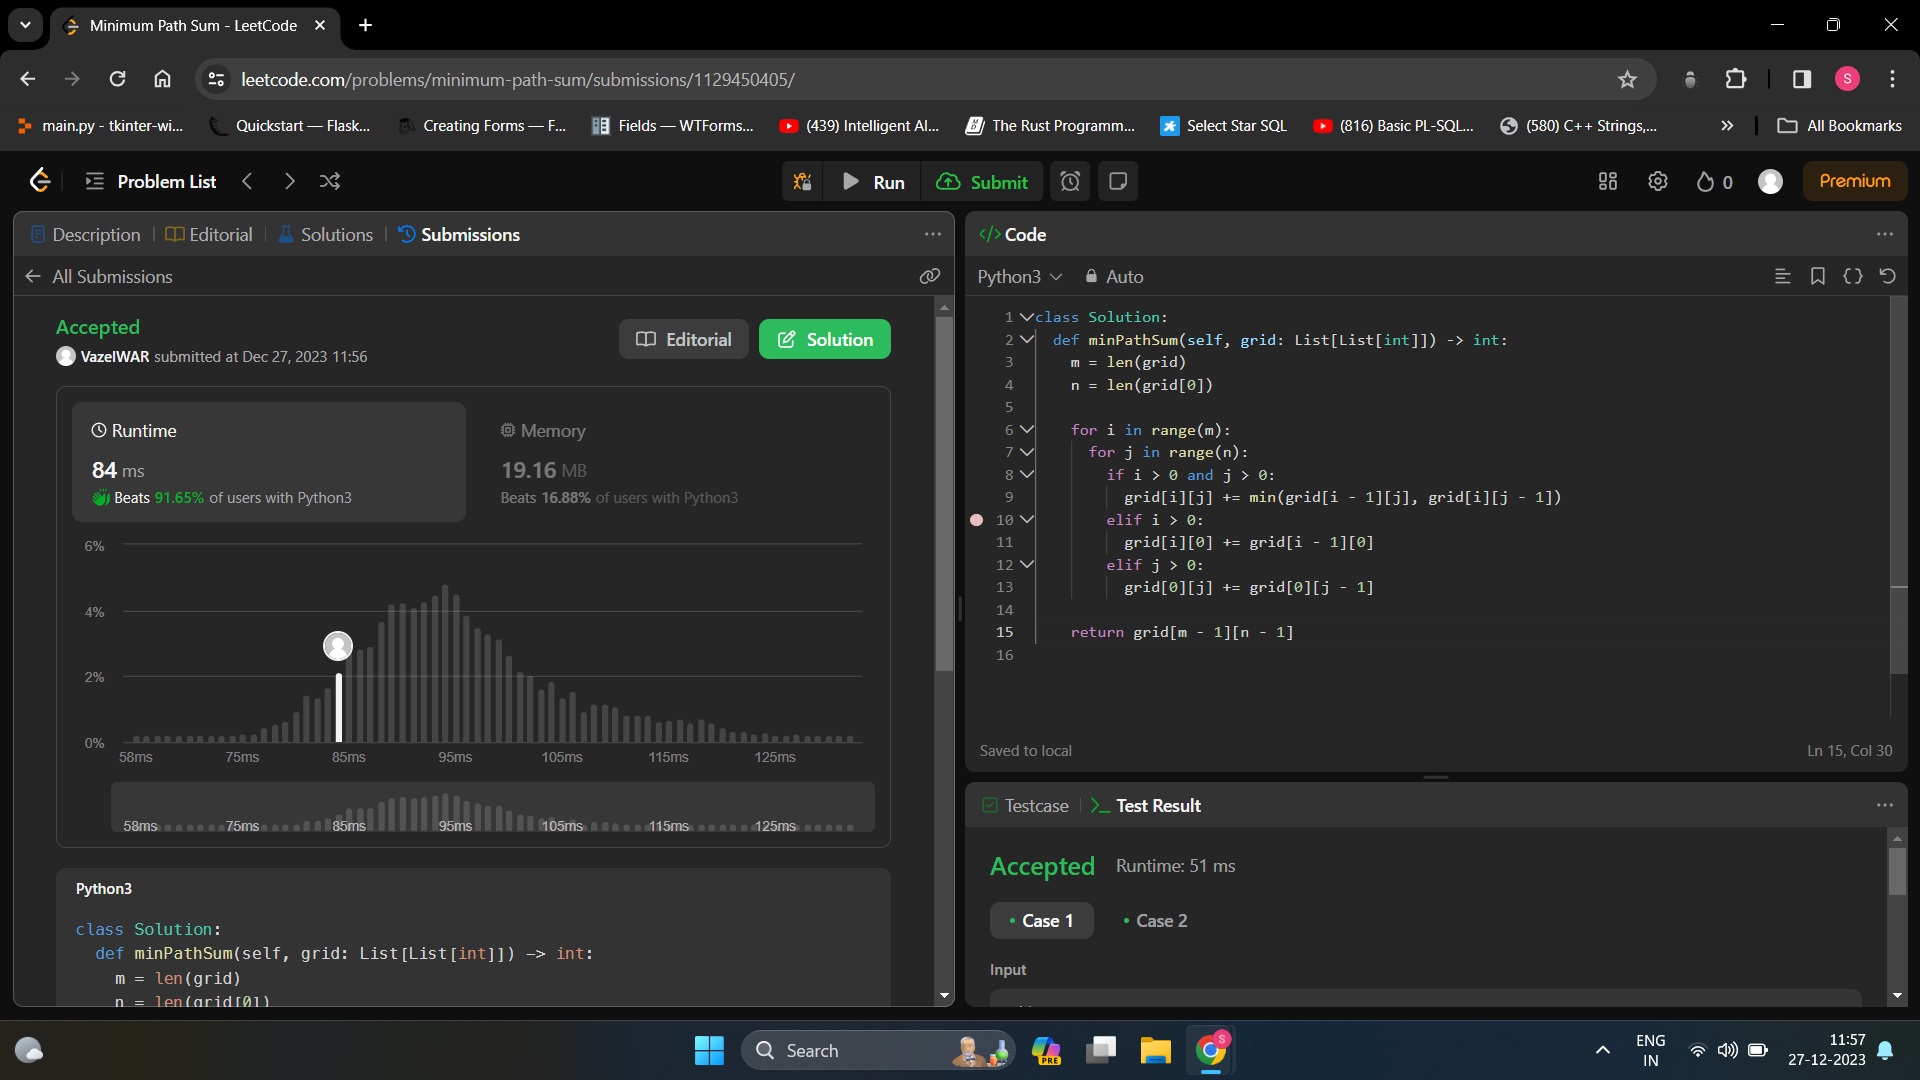 Minimum Path Sum - LeetCode
leetcode.com/problems/minimum-path-sum/submissions/1129450405/
S
main.py - tkinter-wi...
Quickstart — Flask...
Creating Forms — F...
Fields — WTForms...
(439) Intelligent AI...
The Rust Programm...
Select Star SQL
(816) Basic PL-SQL...
(580) C++ Strings,...
All Bookmarks
Problem List
Run
Submit
0
Premium
Description
Editorial
Solutions
Submissions
All Submissions
Accepted
VazelWAR submitted at Dec 27, 2023 11:56
Editorial
Solution
Runtime
84 ms
Beats 91.65% of users with Python3
Memory
19.16 MB
Beats 16.88% of users with Python3
6%
4%
2%
0%
58ms 75ms 85ms 95ms 105ms 115ms 125ms
58ms 75ms 85ms 95ms 105ms 115ms 125ms
Python3
class Solution:
def minPathSum(self, grid: List[List[int]]) -> int:
m = len(grid)
n = len(grid[0])
</> Code
Python3
Auto
1 class Solution:
2 def minPathSum(self, grid: List[List[int]]) -> int:
3 m = len(grid)
4 n = len(grid[0])
5
6 for i in range(m):
7 for j in range(n):
8 if i > 0 and j > 0:
9 grid[i][j] += min(grid[i - 1][j], grid[i][j - 1])
10 elif i > 0:
11 grid[i][0] += grid[i - 1][0]
12 elif j > 0:
13 grid[0][j] += grid[0][j - 1]
14
15 return grid[m - 1][n - 1]
16
Saved to local
Ln 15, Col 30
Testcase
Test Result
Accepted
Runtime: 51 ms
Case 1
Case 2
Input
Search
PRE
S
ENG
IN
11:57
27-12-2023